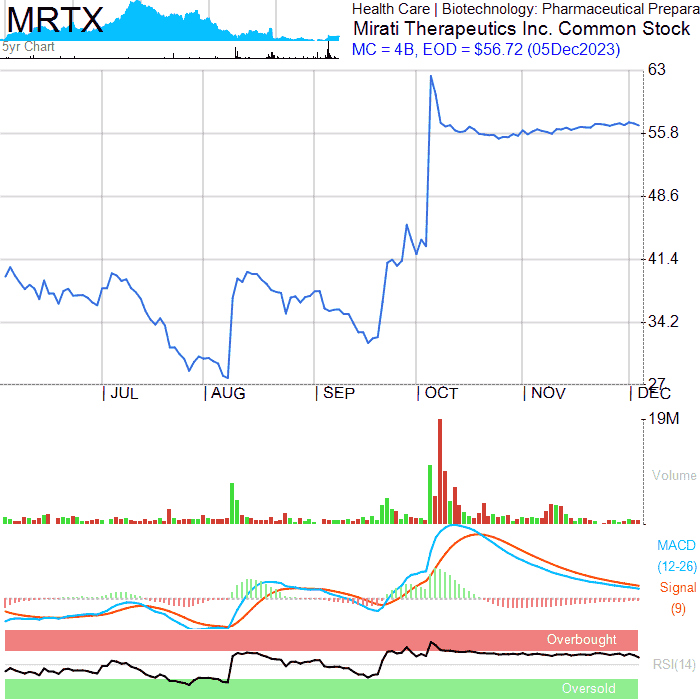 MRTX
5yr Chart
Health Care | Biotechnology: Pharmaceutical Prepara
Mirati Therapeutics Inc. Common Stock
MC = 4B, EOD = $56.72 (05Dec2023)
63
55.8
48.6
41.4
34.2
27
JUL
AUG
SEP
OCT
NOV
DEC
19M
Volume
MACD
(12-26)
Signal
(9)
Overbought
RSI(14)
Oversold